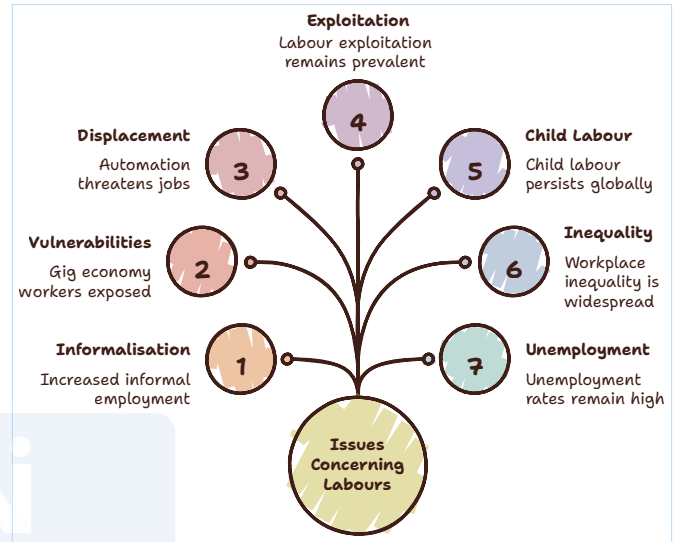 Exploitation
Labour exploitation
remains prevalent
4
Displacement
Automation
threatens jobs
3
Child Labour
Child labour
persists globally
5
Vulnerabilities
Gig economy
workers exposed
2
Inequality
Workplace
inequality is
widespread
6
Informalisation
Increased informal
employment
1
Unemployment
Unemployment
rates remain high
7
Issues
Concerning
Labours